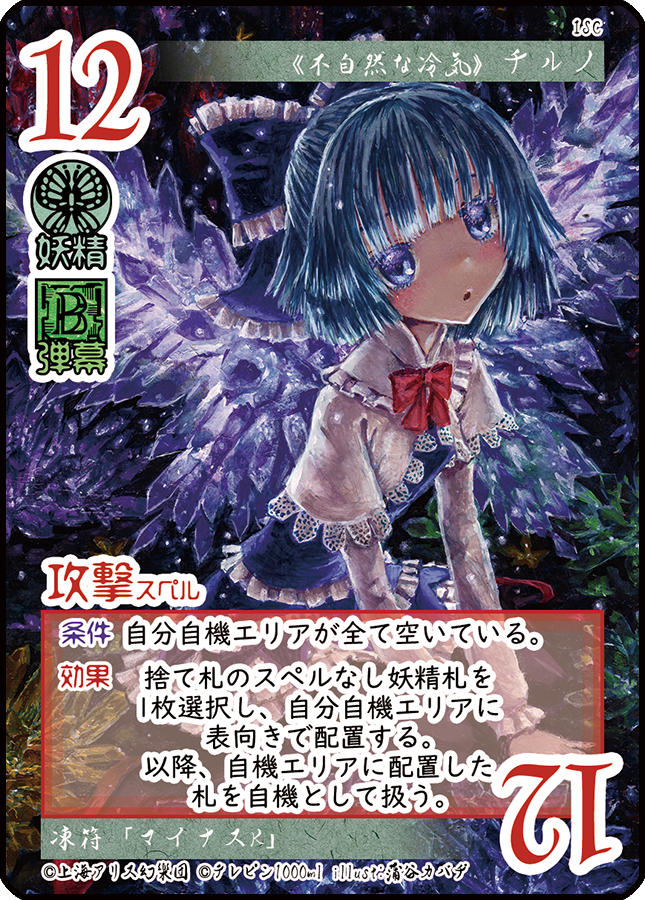 ISC
12
《不自然な冷気》 チルノ
妖精
B
弾幕
攻撃スペル
条件 自分自機エリアが全て空いている。
効果 捨て札のスペルなし妖精札を
1枚選択し、自分自機エリアに
表向きで配置する。
以降、自機エリアに配置した
札を自機として扱う。
12
凍符「マイナスK」
©上海アリス幻樂団 ©テレピン1000ml illust:蒲谷カバヂ